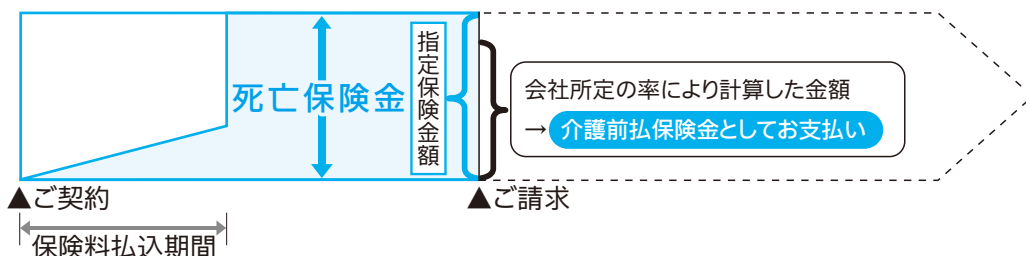 死亡保険金
指定保険金額
会社所定の率により計算した金額
→ 介護前払保険金としてお支払い
▲ご契約
▲ご請求
保険料払込期間